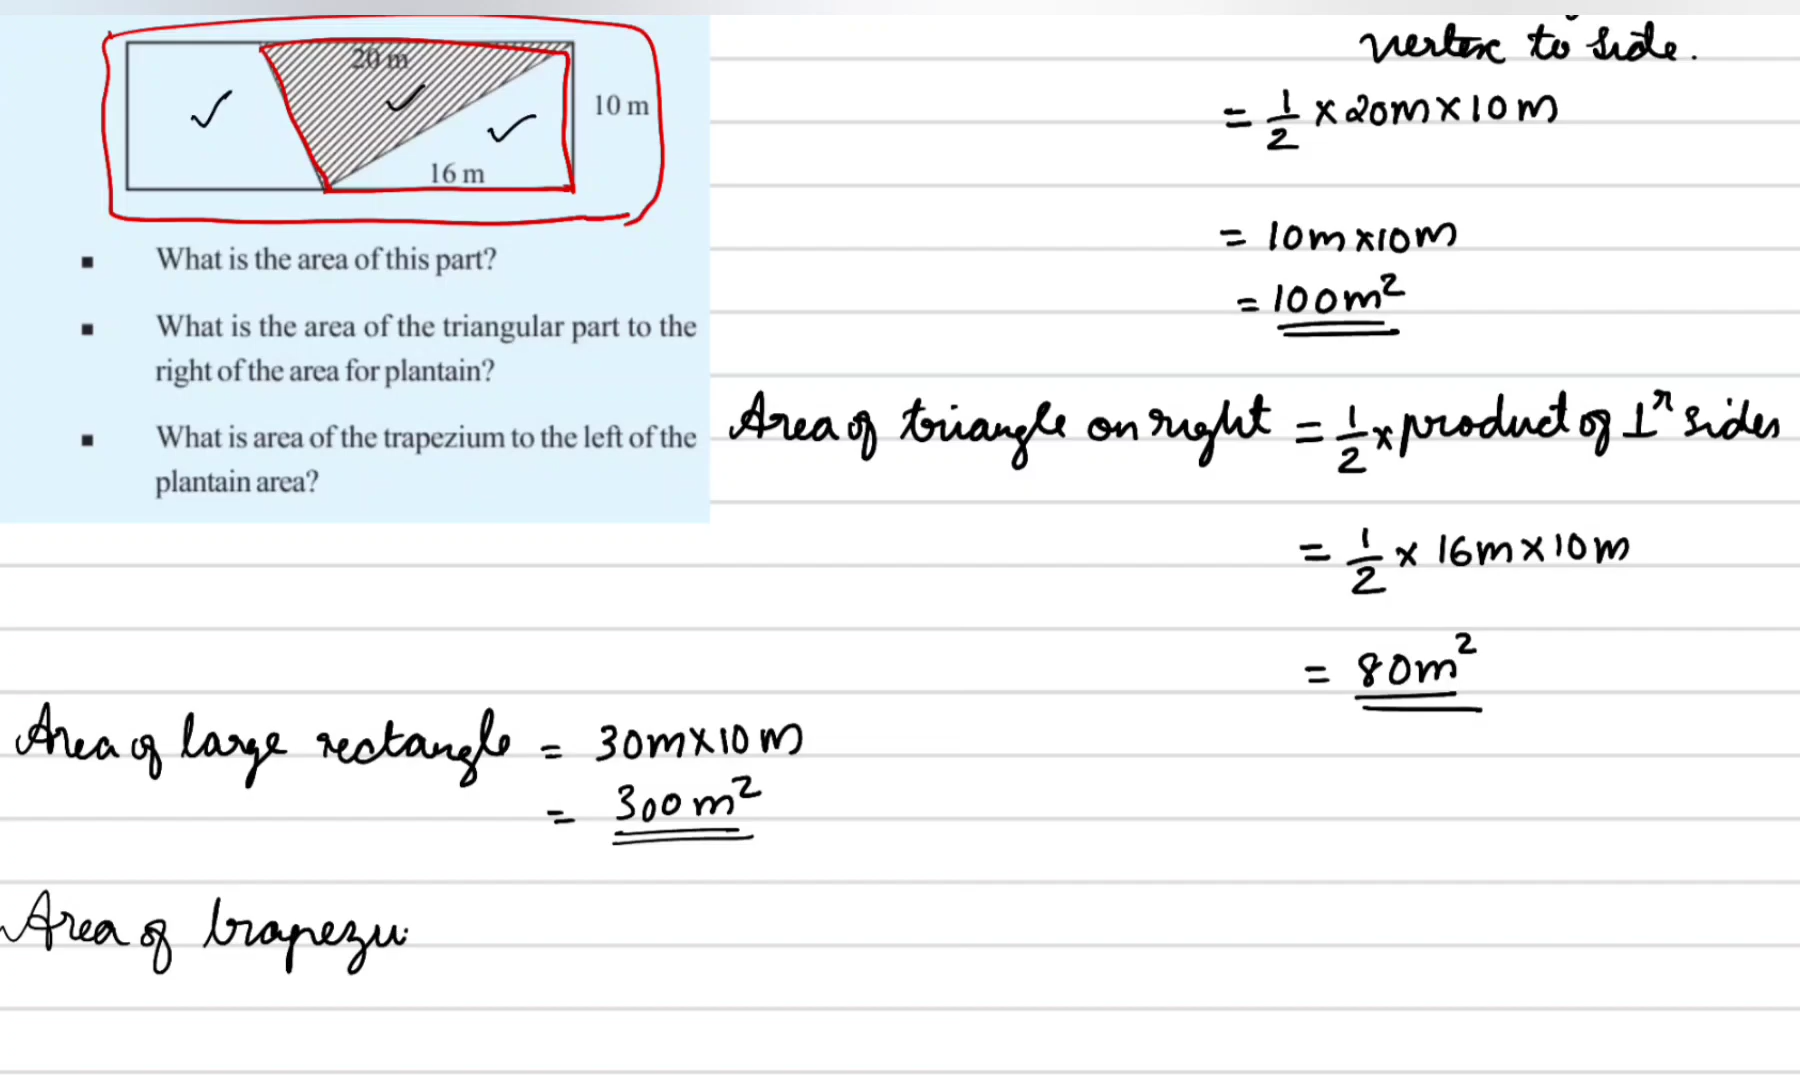 20 m
10 m
16 m
▪ What is the area of this part?
▪ What is the area of the triangular part to the
right of the area for plantain?
▪ What is area of the trapezium to the left of the
plantain area?
vertex to side.
= 1/2 × 20m × 10m
= 10m × 10m
= 100m²
Area of triangle on right = 1/2 × product of ⊥r sides
= 1/2 × 16m × 10m
= 80m²
Area of large rectangle = 30m × 10m
= 300m²
Area of trapeziu